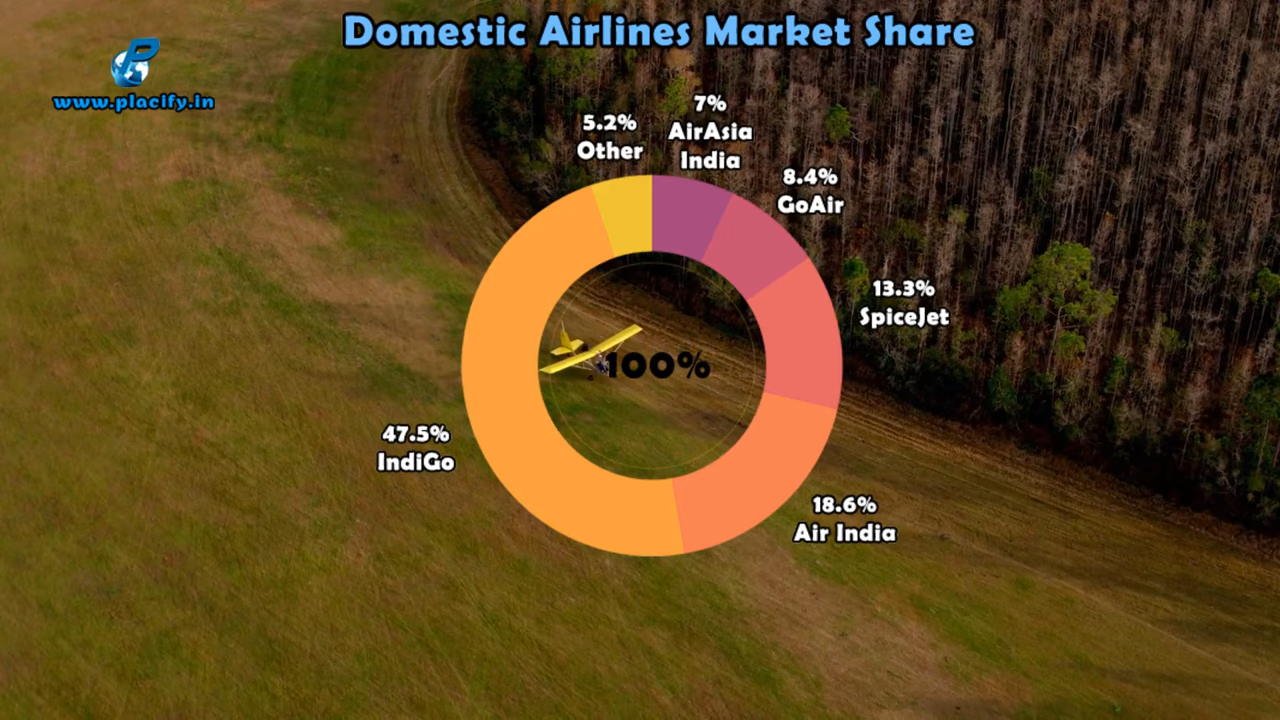 Domestic Airlines Market Share
P
www.placify.in
5.2%
Other
7%
AirAsia
India
8.4%
GoAir
13.3%
SpiceJet
100%
47.5%
IndiGo
18.6%
Air India